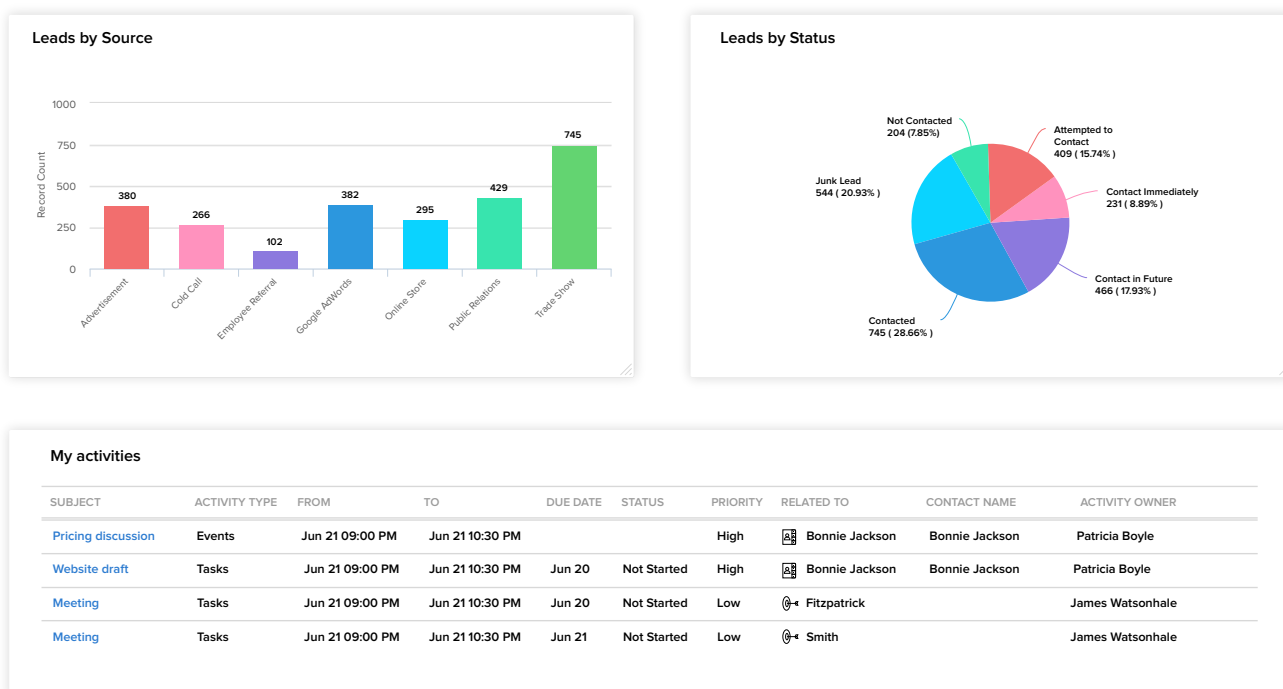 Leads by Source
1000
750
500
250
0
Record Count
380
266
102
382
295
429
745
Advertisement
Cold Call
Employee Referral
Google AdWords
Online Store
Public Relations
Trade Show
Leads by Status
Not Contacted
204 (7.85%)
Attempted to
Contact
409 ( 15.74% )
Junk Lead
544 ( 20.93% )
Contact Immediately
231 ( 8.89% )
Contact in Future
466 ( 17.93% )
Contacted
745 ( 28.66% )
My activities
SUBJECT ACTIVITY TYPE FROM TO DUE DATE STATUS PRIORITY RELATED TO CONTACT NAME ACTIVITY OWNER
Pricing discussion Events Jun 21 09:00 PM Jun 21 10:30 PM High Bonnie Jackson Bonnie Jackson Patricia Boyle
Website draft Tasks Jun 21 09:00 PM Jun 21 10:30 PM Jun 20 Not Started High Bonnie Jackson Bonnie Jackson Patricia Boyle
Meeting Tasks Jun 21 09:00 PM Jun 21 10:30 PM Jun 20 Not Started Low Fitzpatrick James Watsonhale
Meeting Tasks Jun 21 09:00 PM Jun 21 10:30 PM Jun 21 Not Started Low Smith James Watsonhale